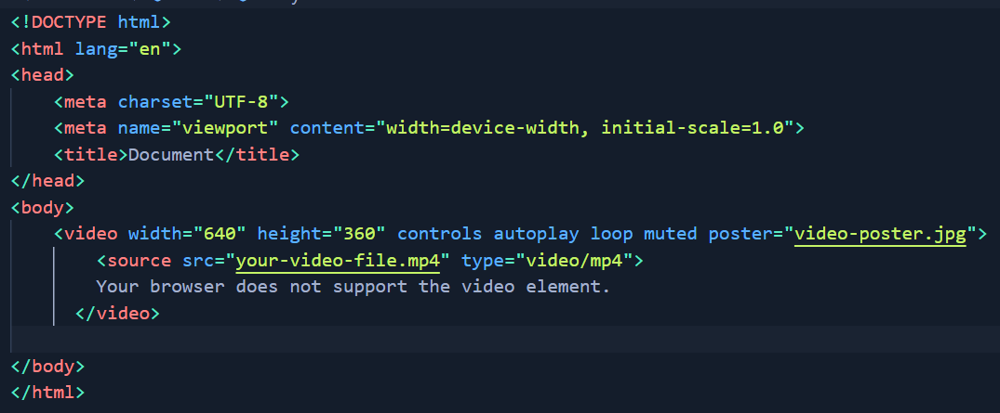 <!DOCTYPE html>
<html lang="en">
<head>
    <meta charset="UTF-8">
    <meta name="viewport" content="width=device-width, initial-scale=1.0">
    <title>Document</title>
</head>
<body>
    <video width="640" height="360" controls autoplay loop muted poster="video-poster.jpg">
        <source src="your-video-file.mp4" type="video/mp4">
        Your browser does not support the video element.
      </video>
</body>
</html>